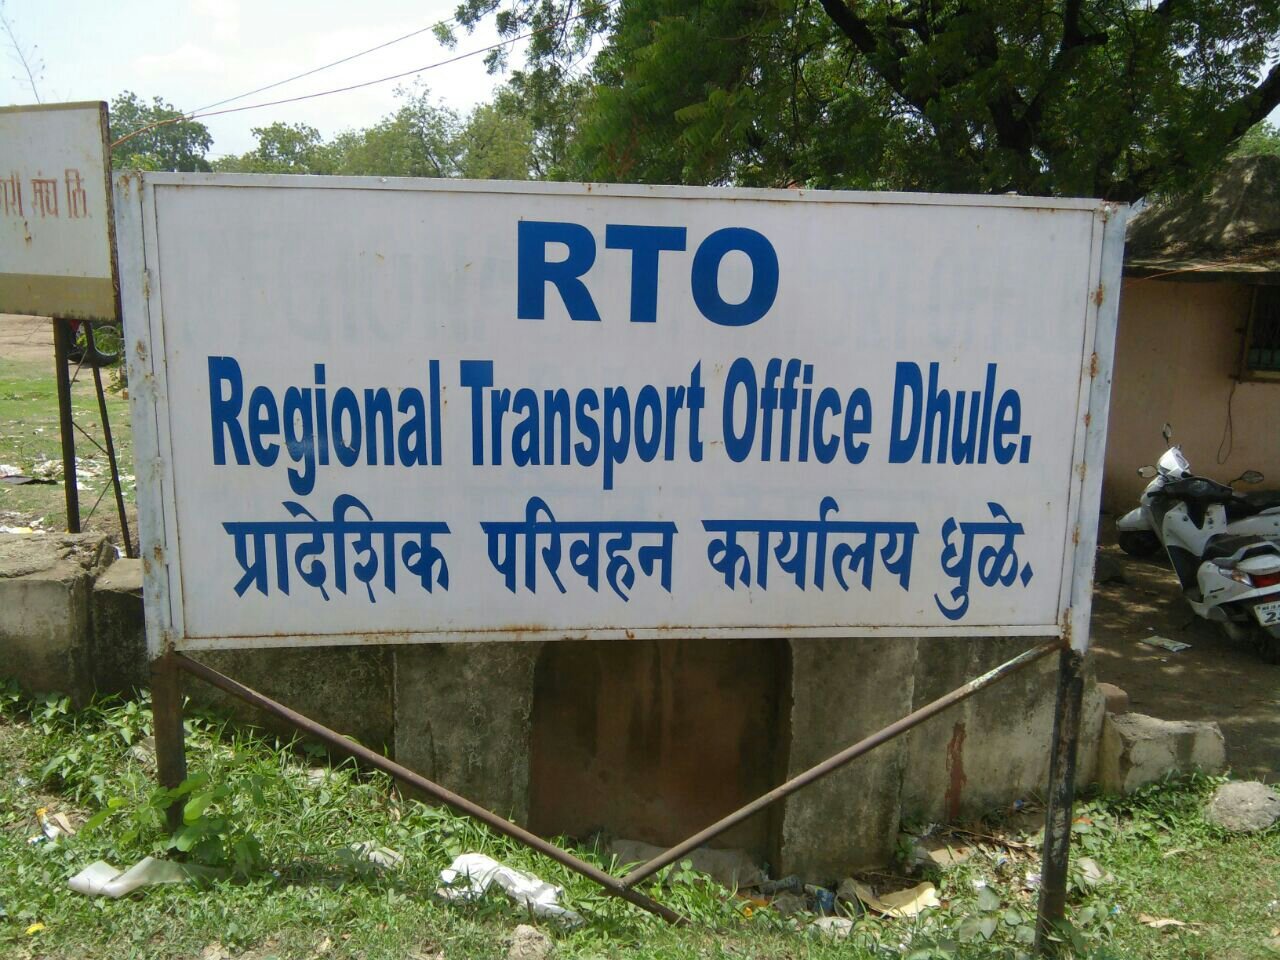 संघ लि.
RTO
Regional Transport Office Dhule.
प्रादेशिक परिवहन कार्यालय धुळे.